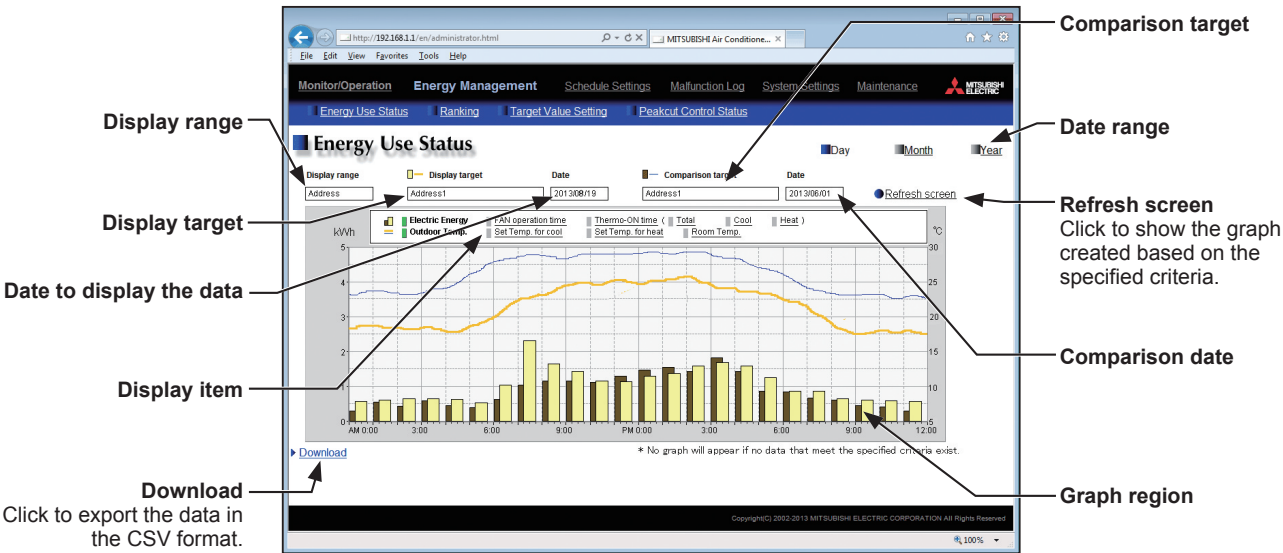 http://192.168.1.1/en/administrator.html
MITSUBISHI Air Conditione...
File Edit View Favorites Tools Help
Monitor/Operation Energy Management Schedule Settings Malfunction Log System Settings Maintenance
MITSUBISHI
ELECTRIC
Energy Use Status Ranking Target Value Setting Peakcut Control Status
Energy Use Status
Day Month Year
Display range Display target Date Comparison target Date
Address Address1 2013/08/19 Address1 2013/06/01 Refresh screen
Electric Energy FAN operation time Thermo-ON time ( Total Cool Heat )
Outdoor Temp. Set Temp. for cool Set Temp. for heat Room Temp.
kWh °C
5 30
4 25
3 20
2 15
1 10
0 5
AM 0:00 3:00 6:00 9:00 PM 0:00 3:00 6:00 9:00 12:00
Download
* No graph will appear if no data that meet the specified criteria exist.
Copyright(C) 2002-2013 MITSUBISHI ELECTRIC CORPORATION All Rights Reserved
100%
Display range
Display target
Date to display the data
Display item
Download
Click to export the data in
the CSV format.
Comparison target
Date range
Refresh screen
Click to show the graph
created based on the
specified criteria.
Comparison date
Graph region